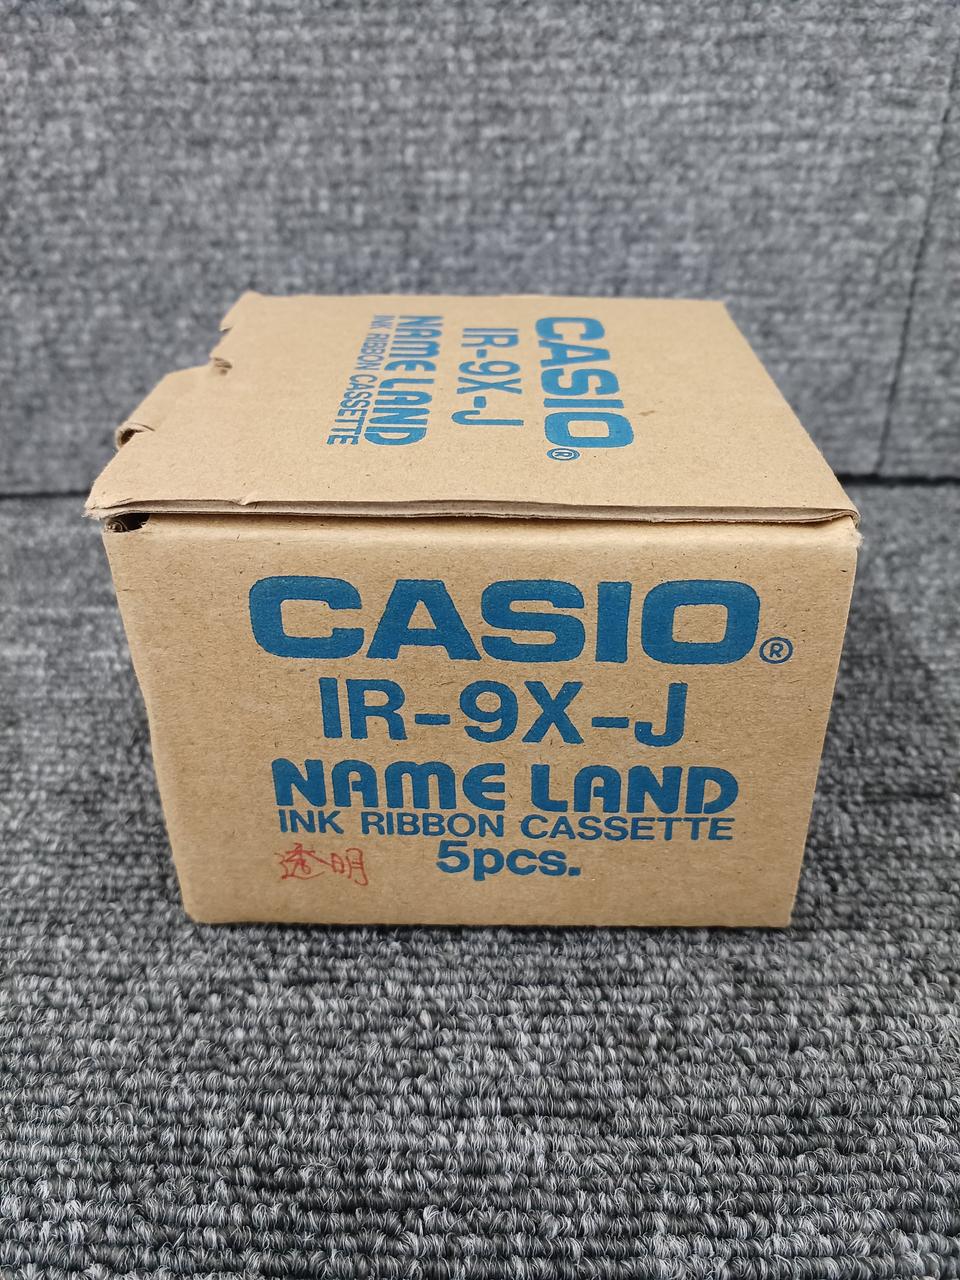 CASIO®
IR-9X-J
NAME LAND
INK RIBBON CASSETTE
CASIO®
IR-9X-J
NAME LAND
INK RIBBON CASSETTE
5pcs.
透明